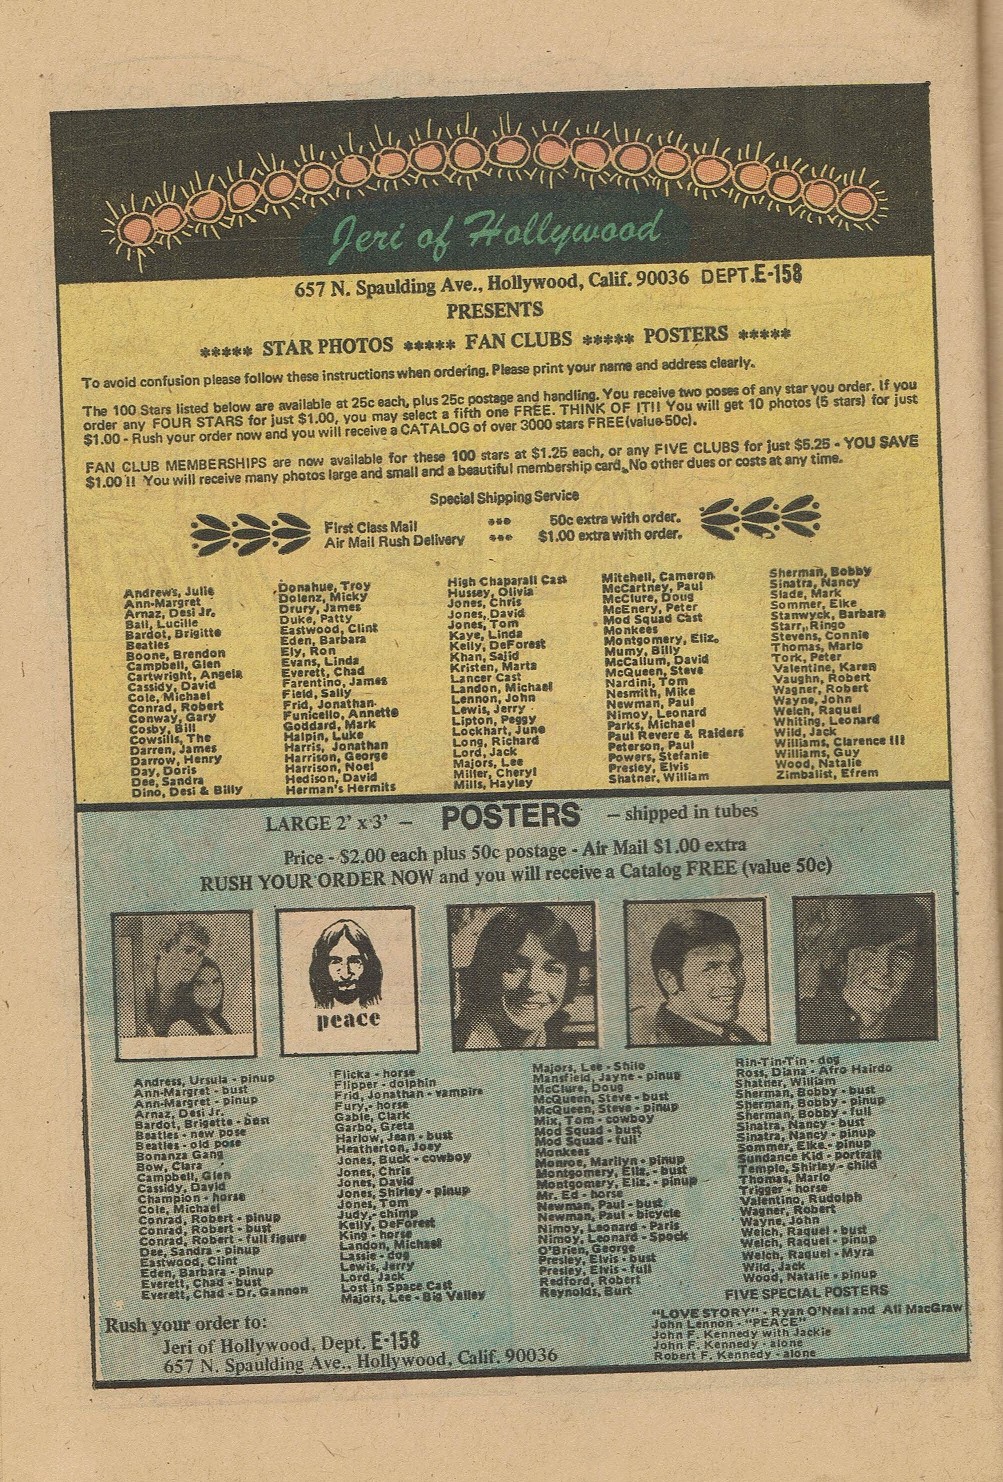 Jeri of Hollywood
657 N. Spaulding Ave., Hollywood, Calif. 90036 DEPT.E-158
PRESENTS
***** STAR PHOTOS ***** FAN CLUBS ***** POSTERS *****
To avoid confusion please follow these instructions when ordering. Please print your name and address clearly.
The 100 Stars listed below are available at 25c each, plus 25c postage and handling. You receive two poses of any star you order. If you
order any FOUR STARS for just $1.00, you may select a fifth one FREE. THINK OF IT!! You will get 10 photos (5 stars) for just
$1.00 - Rush your order now and you will receive a CATALOG of over 3000 stars FREE(value-50c).
FAN CLUB MEMBERSHIPS are now available for these 100 stars at $1.25 each, or any FIVE CLUBS for just $5.25 - YOU SAVE
$1.00 !! You will receive many photos large and small and a beautiful membership card. No other dues or costs at any time.
Special Shipping Service
First Class Mail *** 50c extra with order.
Air Mail Rush Delivery *** $1.00 extra with order.
Andrews, Julie
Ann-Margret
Arnaz, Desi Jr.
Ball, Lucille
Bardot, Brigitte
Beatles
Boone, Brendon
Campbell, Glen
Cartwright, Angela
Cassidy, David
Cole, Michael
Conrad, Robert
Conway, Gary
Cosby, Bill
Cowsills, The
Darren, James
Darrow, Henry
Day, Doris
Dee, Sandra
Dino, Desi & Billy
Donahue, Troy
Dolenz, Micky
Drury, James
Duke, Patty
Eastwood, Clint
Eden, Barbara
Ely, Ron
Evans, Linda
Everett, Chad
Farentino, James
Field, Sally
Frid, Jonathan
Funicello, Annette
Goddard, Mark
Halpin, Luke
Harris, Jonathan
Harrison, George
Harrison, Noel
Hedison, David
Herman's Hermits
High Chaparall Cast
Hussey, Olivia
Jones, Chris
Jones, David
Jones, Tom
Kaye, Linda
Kelly, DeForest
Khan, Sajid
Kristen, Marta
Lancer Cast
Landon, Michael
Lennon, John
Lewis, Jerry
Lipton, Peggy
Lockhart, June
Long, Richard
Lord, Jack
Majors, Lee
Miller, Cheryl
Mills, Hayley
Mitchell, Cameron
McCartney, Paul
McClure, Doug
McEnery, Peter
Mod Squad Cast
Monkees
Montgomery, Eliz.
Mumy, Billy
McCallum, David
McQueen, Steve
Nardini, Tom
Nesmith, Mike
Newman, Paul
Nimoy, Leonard
Parks, Michael
Paul Revere & Raiders
Peterson, Paul
Powers, Stefanie
Presley, Elvis
Shatner, William
Sherman, Bobby
Sinatra, Nancy
Slade, Mark
Sommer, Elke
Stanwyck, Barbara
Starr, Ringo
Stevens, Connie
Thomas, Marlo
Tork, Peter
Valentine, Karen
Vaughn, Robert
Wagner, Robert
Wayne, John
Welch, Raquel
Whiting, Leonard
Wild, Jack
Williams, Clarence III
Williams, Guy
Wood, Natalie
Zimbalist, Efrem
LARGE 2' x 3' — POSTERS — shipped in tubes
Price - $2.00 each plus 50c postage - Air Mail $1.00 extra
RUSH YOUR ORDER NOW and you will receive a Catalog FREE (value 50c)
peace
Andress, Ursula - pinup
Ann-Margret - bust
Ann-Margret - pinup
Arnaz, Desi Jr.
Bardot, Brigette - bust
Beatles - new pose
Beatles - old pose
Bonanza Gang
Bow, Clara
Campbell, Glen
Cassidy, David
Champion - horse
Cole, Michael
Conrad, Robert - pinup
Conrad, Robert - bust
Conrad, Robert - full figure
Dee, Sandra - pinup
Eastwood, Clint
Eden, Barbara - pinup
Everett, Chad - bust
Everett, Chad - Dr. Gannon
Flicka - horse
Flipper - dolphin
Frid, Jonathan - vampire
Fury, - horse
Gable, Clark
Garbo, Greta
Harlow, Jean - bust
Heatherton, Joey
Jones, Buck - cowboy
Jones, Chris
Jones, David
Jones, Shirley - pinup
Jones, Tom
Judy, - chimp
Kelly, DeForest
King - horse
Landon, Michael
Lassie - dog
Lewis, Jerry
Lord, Jack
Lost in Space Cast
Majors, Lee - Big Valley
Majors, Lee - Shilo
Mansfield, Jayne - pinup
McClure, Doug
McQueen, Steve - bust
McQueen, Steve - pinup
Mix, Tom - cowboy
Mod Squad - bust
Mod Squad - full
Monkees
Monroe, Marilyn - pinup
Montgomery, Eliz. - bust
Montgomery, Eliz. - pinup
Mr. Ed - horse
Newman, Paul - bust
Newman, Paul - bicycle
Nimoy, Leonard - Paris
Nimoy, Leonard - Spock
O'Brien, George
Presley, Elvis - bust
Presley, Elvis - full
Redford, Robert
Reynolds, Burt
Rin-Tin-Tin - dog
Ross, Diana - Afro Hairdo
Shatner, William
Sherman, Bobby - bust
Sherman, Bobby - pinup
Sherman, Bobby - full
Sinatra, Nancy - bust
Sinatra, Nancy - pinup
Sommer, Elke - pinup
Sundance Kid - portrait
Temple, Shirley - child
Thomas, Marlo
Trigger - horse
Valentino, Rudolph
Wagner, Robert
Wayne, John
Welch, Raquel - bust
Welch, Raquel - pinup
Welch, Raquel - Myra
Wild, Jack
Wood, Natalie - pinup
FIVE SPECIAL POSTERS
"LOVE STORY" - Ryan O'Neal and Ali MacGraw
John Lennon - "PEACE"
John F. Kennedy with Jackie
John F. Kennedy - alone
Robert F. Kennedy - alone
Rush your order to:
Jeri of Hollywood, Dept. E-158
657 N. Spaulding Ave., Hollywood, Calif. 90036